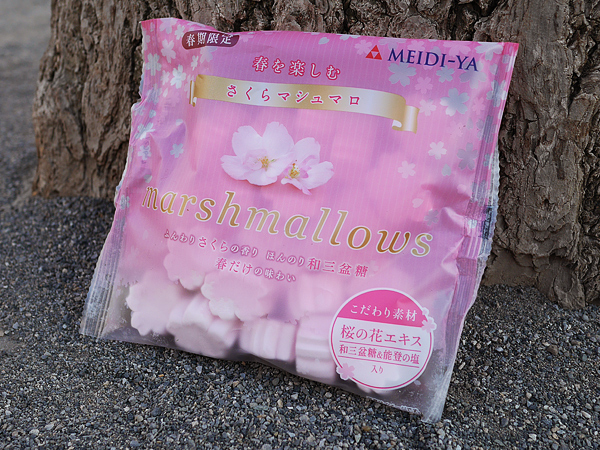 春期限定
MEIDI-YA
春を楽しむ
さくらマシュマロ
marshmallows
ふんわりさくらの香り ほんのり和三盆糖
春だけの味わい
こだわり素材
桜の花エキス
和三盆糖&能登の塩
入り